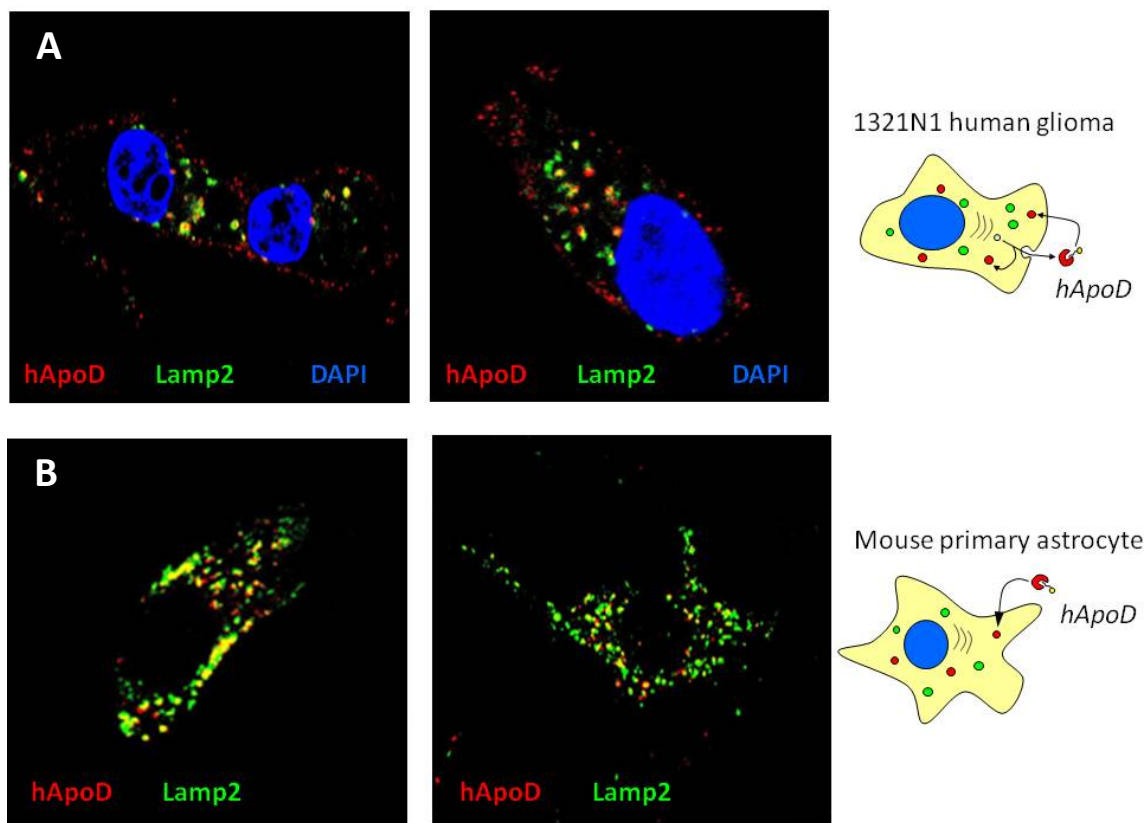 A
hApoD Lamp2 DAPI
hApoD Lamp2 DAPI
1321N1 human glioma
hApoD
B
hApoD Lamp2
hApoD Lamp2
Mouse primary astrocyte
hApoD